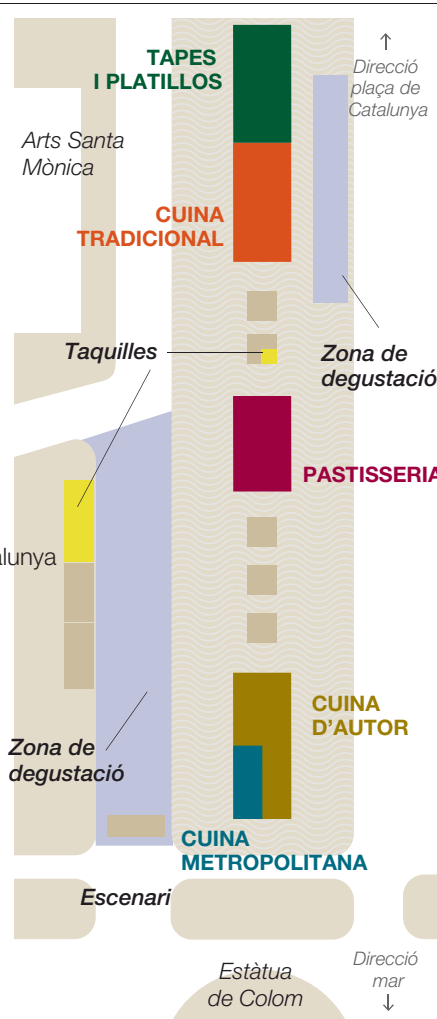 TAPES
I PLATILLOS
↑
Direcció
plaça de
Catalunya
Arts Santa
Mònica
CUINA
TRADICIONAL
Taquilles
Zona de
degustació
PASTISSERIA
alunya
CUINA
D'AUTOR
Zona de
degustació
CUINA
METROPOLITANA
Escenari
Estàtua
de Colom
Direcció
mar
↓